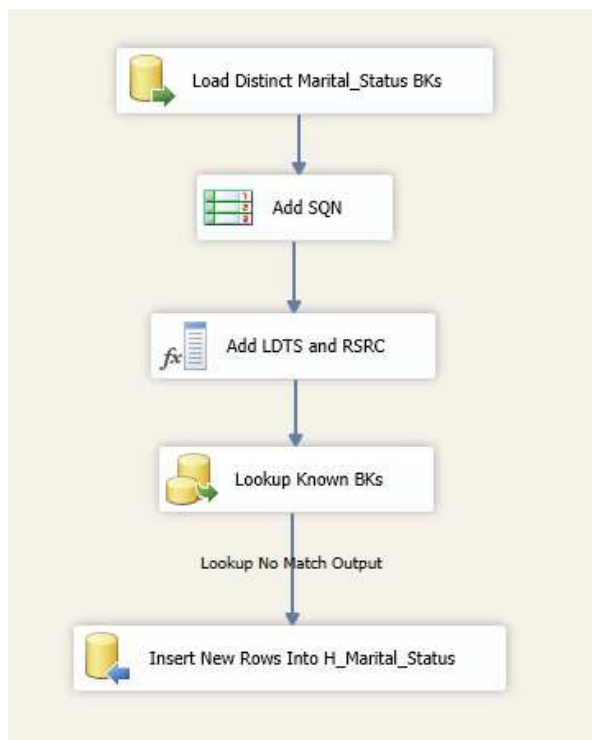 Load Distinct Marital_Status BKs
Add SQN
Add LDTS and RSRC
fx
Lookup Known BKs
Lookup No Match Output
Insert New Rows Into H_Marital_Status